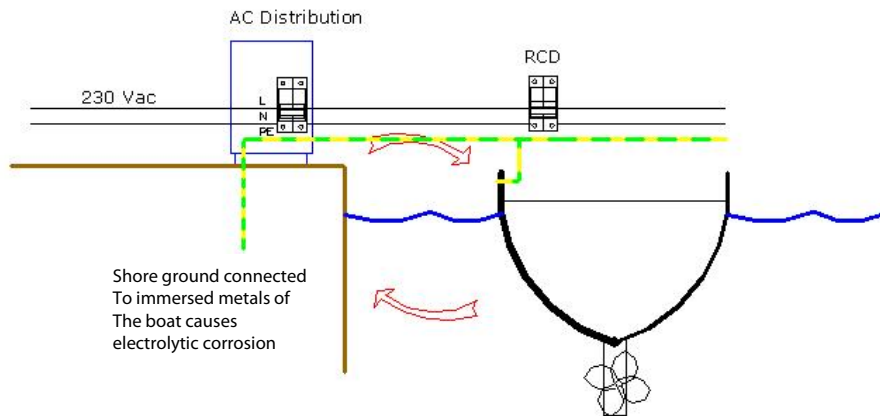 AC Distribution
RCD
230 Vac
L
N
PE
Shore ground connected
To immersed metals of
The boat causes
electrolytic corrosion